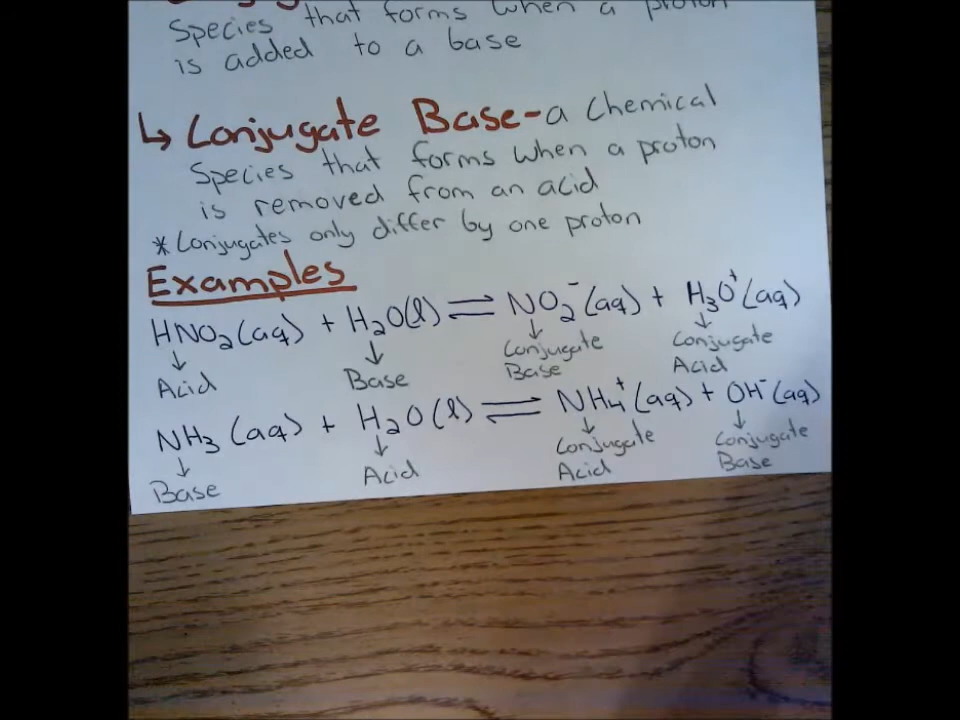 Species that forms when a proton
is added to a base
↳ Conjugate Base - a chemical
species that forms when a proton
is removed from an acid
* Conjugates only differ by one proton
Examples
HNO₂(aq) + H₂O(l) ⇌ NO₂⁻(aq) + H₃O⁺(aq)
↓ ↓ ↓ ↓
Acid Base Conjugate Base Conjugate Acid
NH₃(aq) + H₂O(l) ⇌ NH₄⁺(aq) + OH⁻(aq)
↓ ↓ ↓ ↓
Base Acid Conjugate Acid Conjugate Base